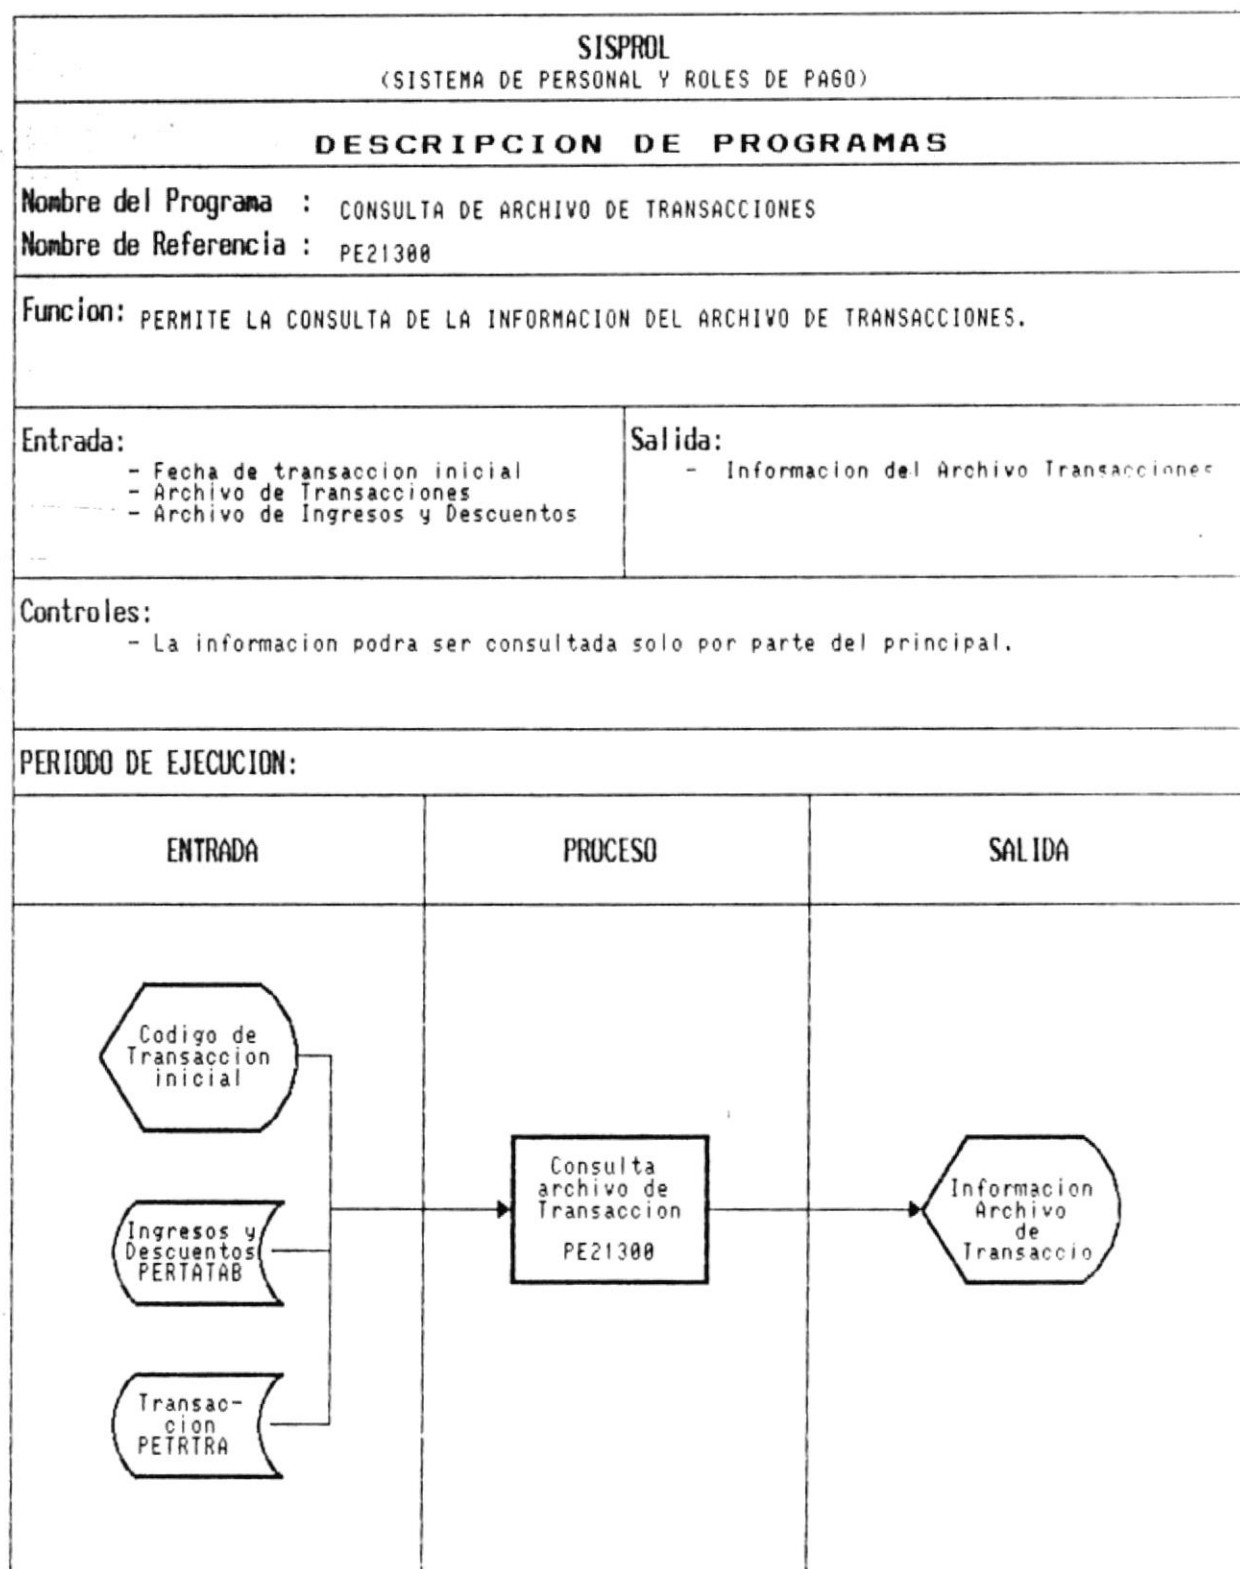 SISPROL
(SISTEMA DE PERSONAL Y ROLES DE PAGO)
DESCRIPCION DE PROGRAMAS
Nombre del Programa : CONSULTA DE ARCHIVO DE TRANSACCIONES
Nombre de Referencia : PE21300
Funcion: PERMITE LA CONSULTA DE LA INFORMACION DEL ARCHIVO DE TRANSACCIONES.
Entrada:
- Fecha de transaccion inicial
- Archivo de Transacciones
- Archivo de Ingresos y Descuentos
Salida:
- Informacion del Archivo Transacciones
Controles:
- La informacion podra ser consultada solo por parte del principal.
PERIODO DE EJECUCION:
ENTRADA
PROCESO
SALIDA
Codigo de
Transaccion
inicial
Ingresos y
Descuentos
PERTATAB
Transac-
cion
PETRTRA
Consulta
archivo de
Transaccion
PE21300
Informacion
Archivo
de
Transaccio